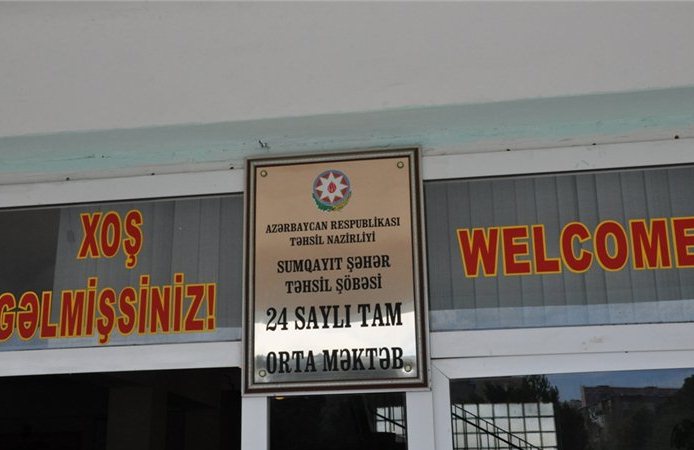 XOŞ
GƏLMİŞSİNİZ!
AZƏRBAYCAN RESPUBLİKASI
TƏHSİL NAZİRLİYİ
SUMQAYIT ŞƏHƏR
TƏHSİL ŞÖBƏSİ
24 SAYLI TAM
ORTA MƏKTƏB
WELCOME